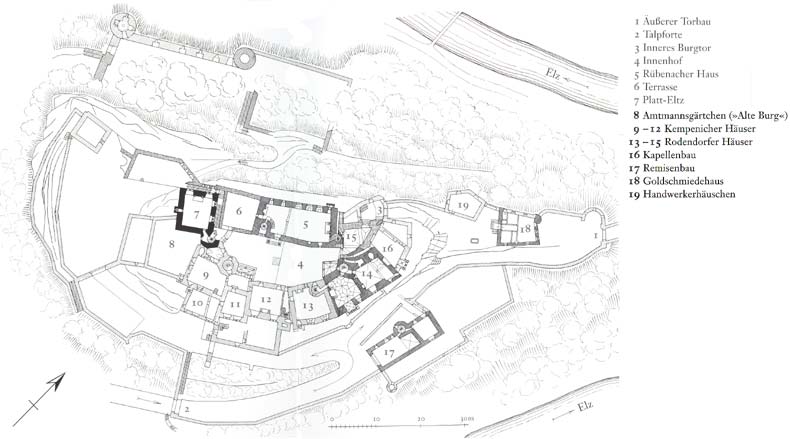 1 Äußerer Torbau
2 Talpforte
3 Inneres Burgtor
4 Innenhof
5 Rübenacher Haus
6 Terrasse
7 Platt-Eltz
8 Amtmannsgärtchen (»Alte Burg«)
9–12 Kempenicher Häuser
13–15 Rodendorfer Häuser
16 Kapellenbau
17 Remisenbau
18 Goldschmiedehaus
19 Handwerkerhäuschen
Elz
19
18
1
7
6
5
3
15
16
8
4
14
9
10
11
12
13
17
2
0 10 20 30m
Elz